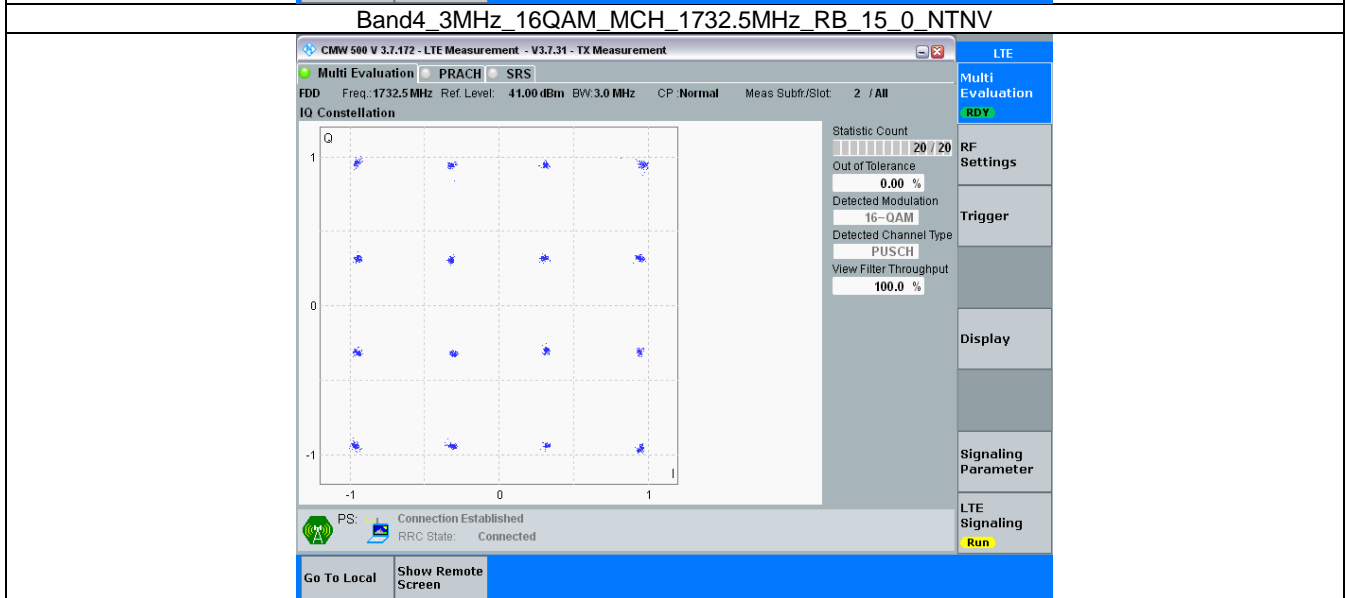 Band4_3MHz_16QAM_MCH_1732.5MHz_RB_15_0_NTNV
CMW 500 V 3.7.172 - LTE Measurement - V3.7.31 - TX Measurement
LTE
Multi Evaluation PRACH SRS
Multi
Evaluation
RDY
FDD Freq.: 1732.5 MHz Ref. Level: 41.00 dBm BW: 3.0 MHz CP : Normal Meas Subfr./Slot: 2 / All
IQ Constellation
Q
1
0
-1
I
-1 0 1
Statistic Count
20 / 20
Out of Tolerance
0.00 %
Detected Modulation
16-QAM
Detected Channel Type
PUSCH
View Filter Throughput
100.0 %
RF
Settings
Trigger
Display
Signaling
Parameter
LTE
Signaling
Run
PS: Connection Established
RRC State: Connected
Go To Local
Show Remote
Screen